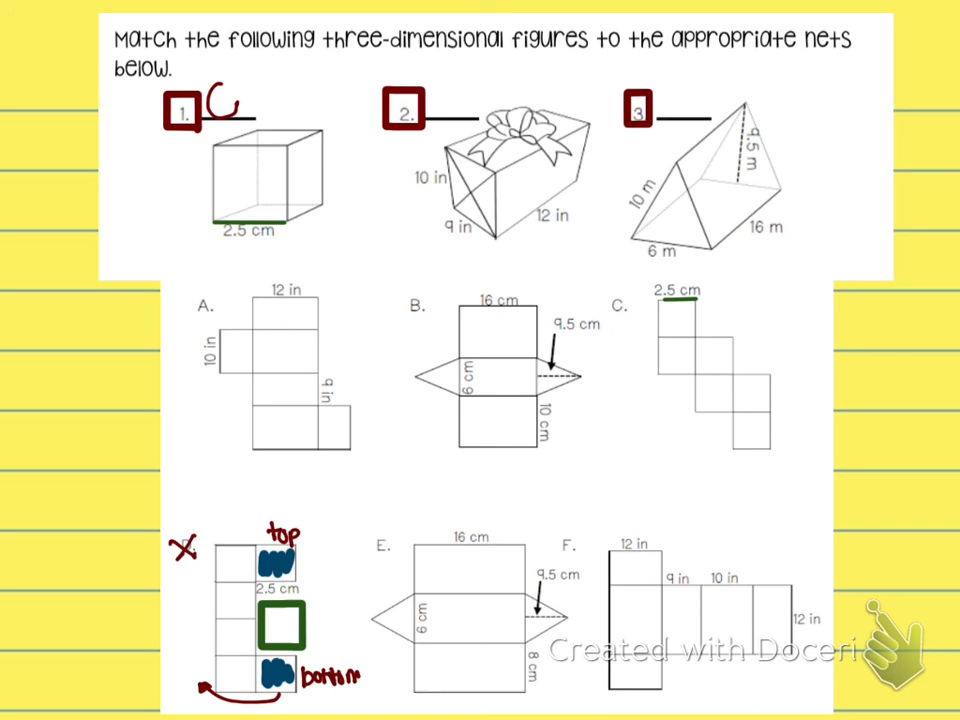 Match the following three-dimensional figures to the appropriate nets
below.
1. C
2.
3
10 in
9 in
12 in
9.5 m
10 m
16 m
6 m
2.5 cm
A.
12 in
10 in
9 in
B.
16 cm
9.5 cm
6 cm
10 cm
C.
2.5 cm
top
2.5 cm
bottom
E.
16 cm
9.5 cm
6 cm
8 cm
F.
12 in
9 in
10 in
12 in
Created with Doceri